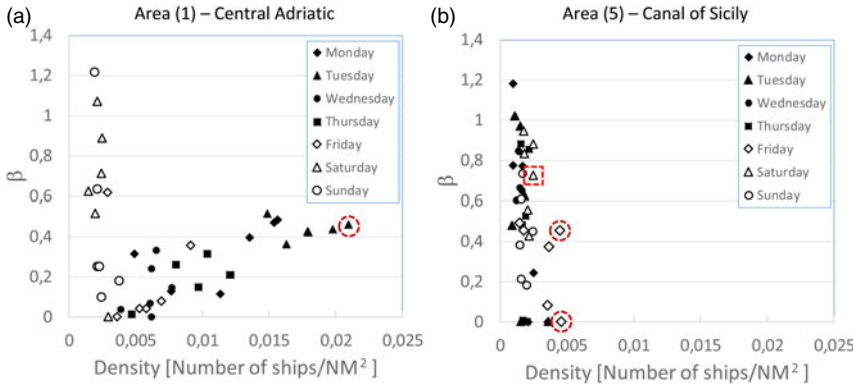 (a)
Area (1) – Central Adriatic
1,4
1,2
1
0,8
0,6
0,4
0,2
0
β
Monday
Tuesday
Wednesday
Thursday
Friday
Saturday
Sunday
0
0,005
0,01
0,015
0,02
0,025
Density [Number of ships/NM² ]
(b)
Area (5) – Canal of Sicily
1,4
1,2
1
0,8
0,6
0,4
0,2
0
β
Monday
Tuesday
Wednesday
Thursday
Friday
Saturday
Sunday
0
0,005
0,01
0,015
0,02
0,025
Density [Number of ships/NM² ]